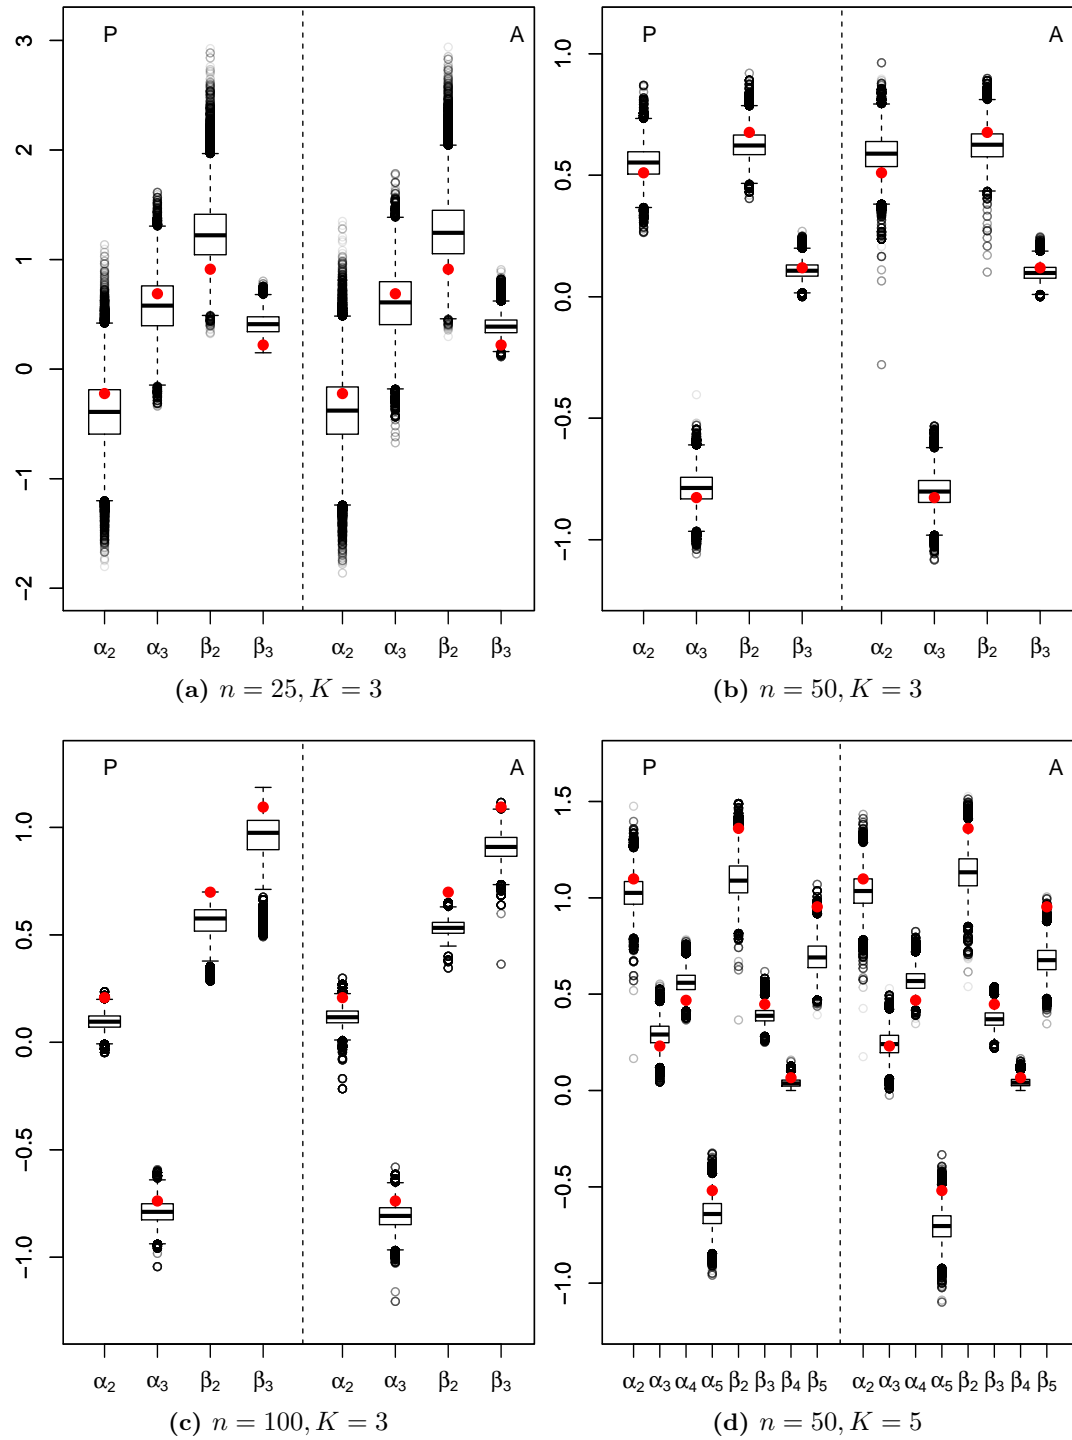 P A
3
2
1
0
−1
−2
α₂ α₃ β₂ β₃ α₂ α₃ β₂ β₃
(a) n = 25, K = 3
P A
1.0
0.5
0.0
−0.5
−1.0
α₂ α₃ β₂ β₃ α₂ α₃ β₂ β₃
(b) n = 50, K = 3
P A
1.0
0.5
0.0
−0.5
−1.0
α₂ α₃ β₂ β₃ α₂ α₃ β₂ β₃
(c) n = 100, K = 3
P A
1.5
1.0
0.5
0.0
−0.5
−1.0
α₂ α₃ α₄ α₅ β₂ β₃ β₄ β₅ α₂ α₃ α₄ α₅ β₂ β₃ β₄ β₅
(d) n = 50, K = 5